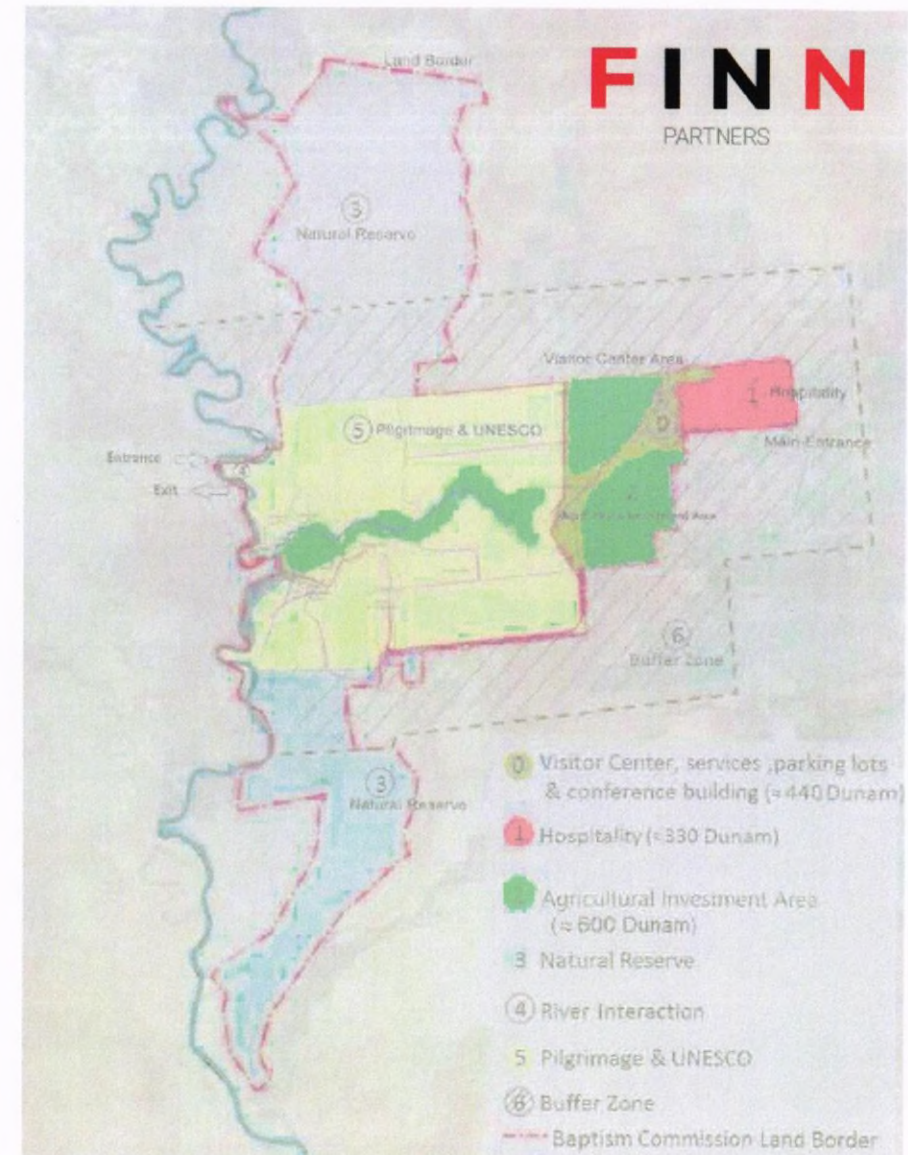 FINN
PARTNERS
Land Border
3
Natural Reserve
Visitor Center Area
1 Hospitality
0
Main Entrance
5 Pilgrimage & UNESCO
Entrance
4
Exit
2
6
Buffer Zone
3
Natural Reserve
0 Visitor Center, services ,parking lots
& conference building (≈440 Dunam)
1 Hospitality (≈330 Dunam)
2 Agricultural Investment Area
(≈600 Dunam)
3 Natural Reserve
4 River Interaction
5 Pilgrimage & UNESCO
6 Buffer Zone
Baptism Commission Land Border